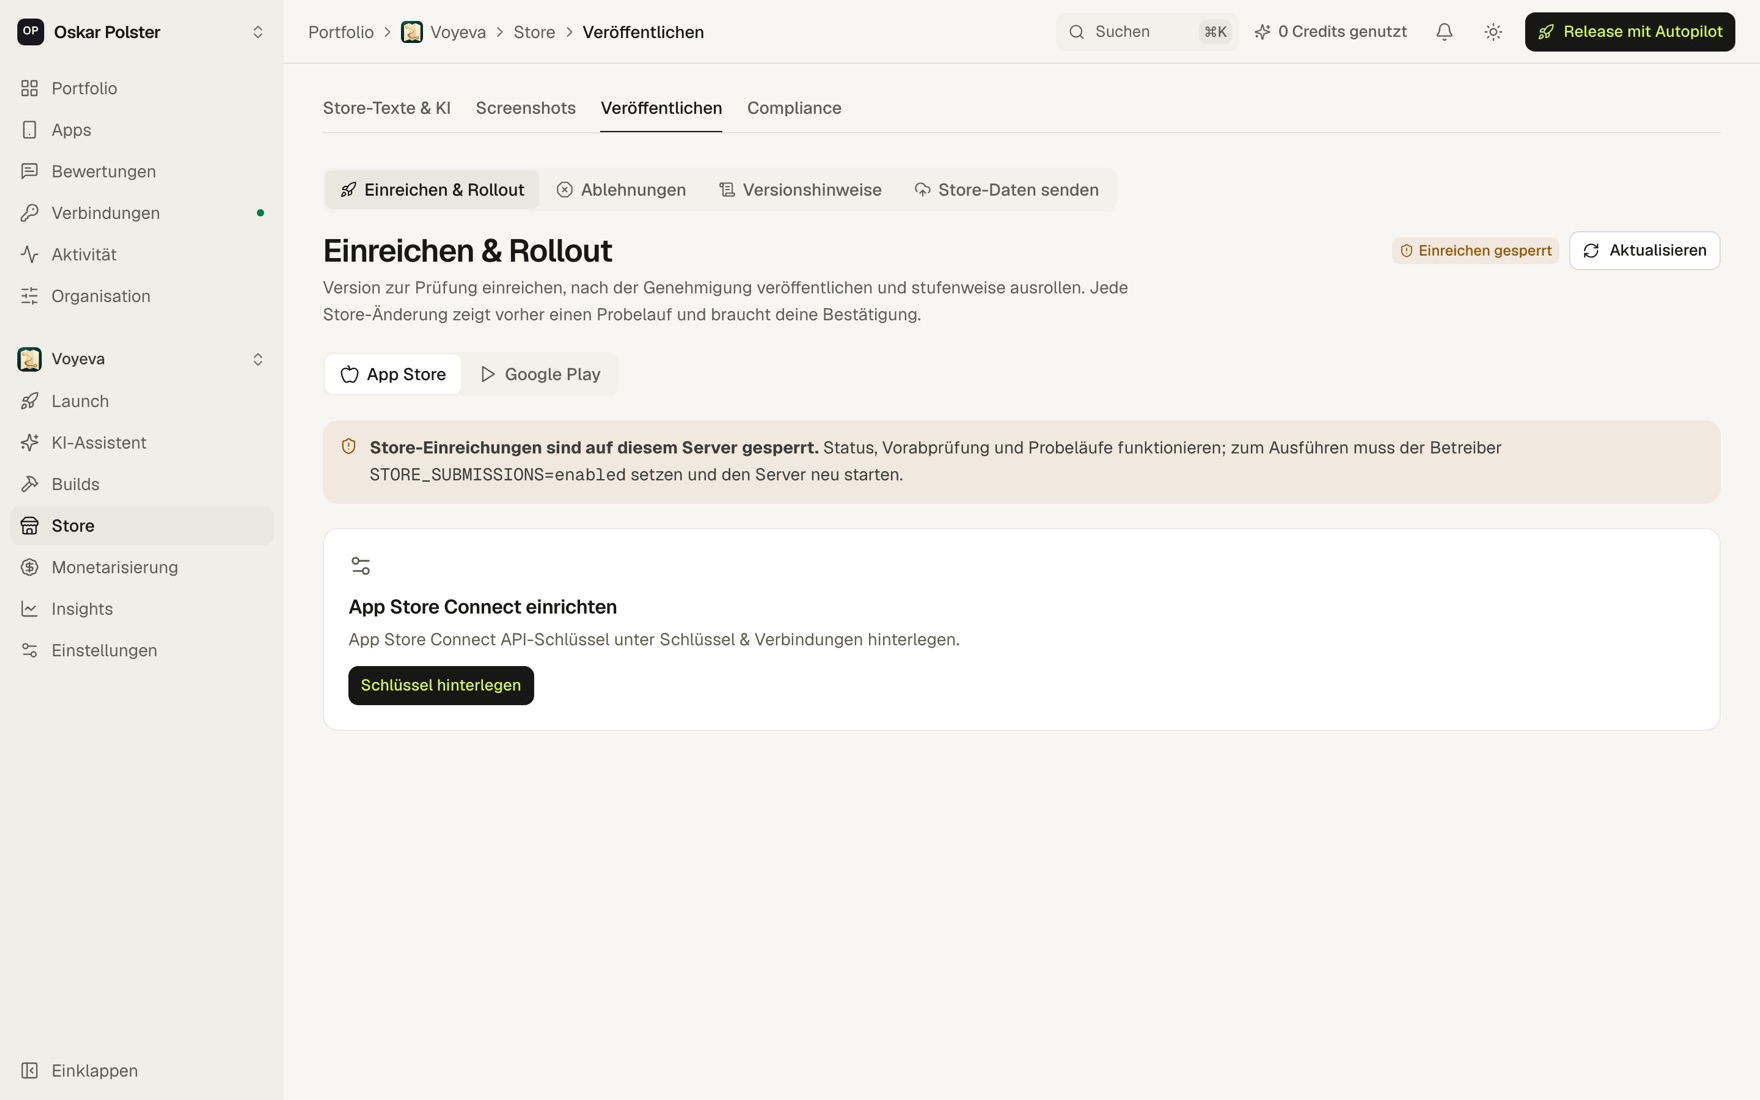 OP Oskar Polster
Portfolio
Apps
Bewertungen
Verbindungen
Aktivität
Organisation
Voyeva
Launch
KI-Assistent
Builds
Store
Monetarisierung
Insights
Einstellungen
Einklappen
Portfolio > Voyeva > Store > Veröffentlichen
Suchen ⌘K
0 Credits genutzt
Release mit Autopilot
Store-Texte & KI Screenshots Veröffentlichen Compliance
Einreichen & Rollout Ablehnungen Versionshinweise Store-Daten senden
Einreichen & Rollout
Einreichen gesperrt
Aktualisieren
Version zur Prüfung einreichen, nach der Genehmigung veröffentlichen und stufenweise ausrollen. Jede
Store-Änderung zeigt vorher einen Probelauf und braucht deine Bestätigung.
App Store Google Play
Store-Einreichungen sind auf diesem Server gesperrt. Status, Vorabprüfung und Probeläufe funktionieren; zum Ausführen muss der Betreiber
STORE_SUBMISSIONS=enabled setzen und den Server neu starten.
App Store Connect einrichten
App Store Connect API-Schlüssel unter Schlüssel & Verbindungen hinterlegen.
Schlüssel hinterlegen